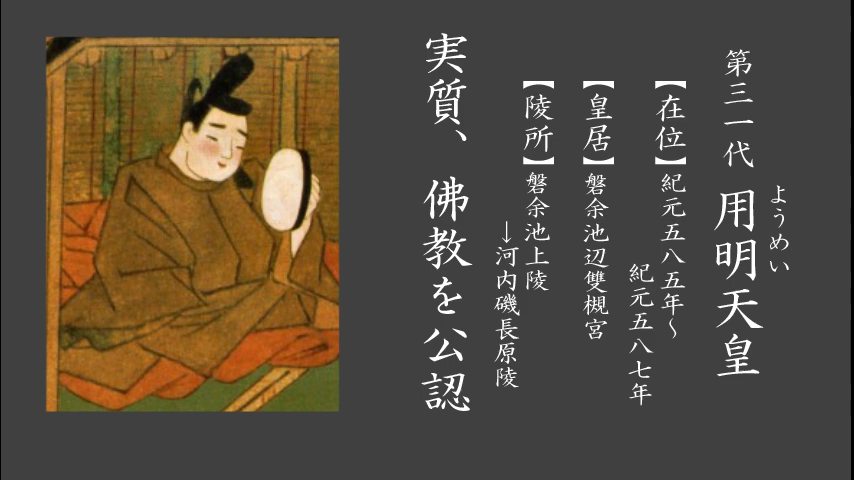 第三一代 用明天皇
ようめい
【在位】紀元五八五年～
紀元五八七年
【皇居】磐余池辺雙槻宮
【陵所】磐余池上陵
→河内磯長原陵
実質、佛教を公認